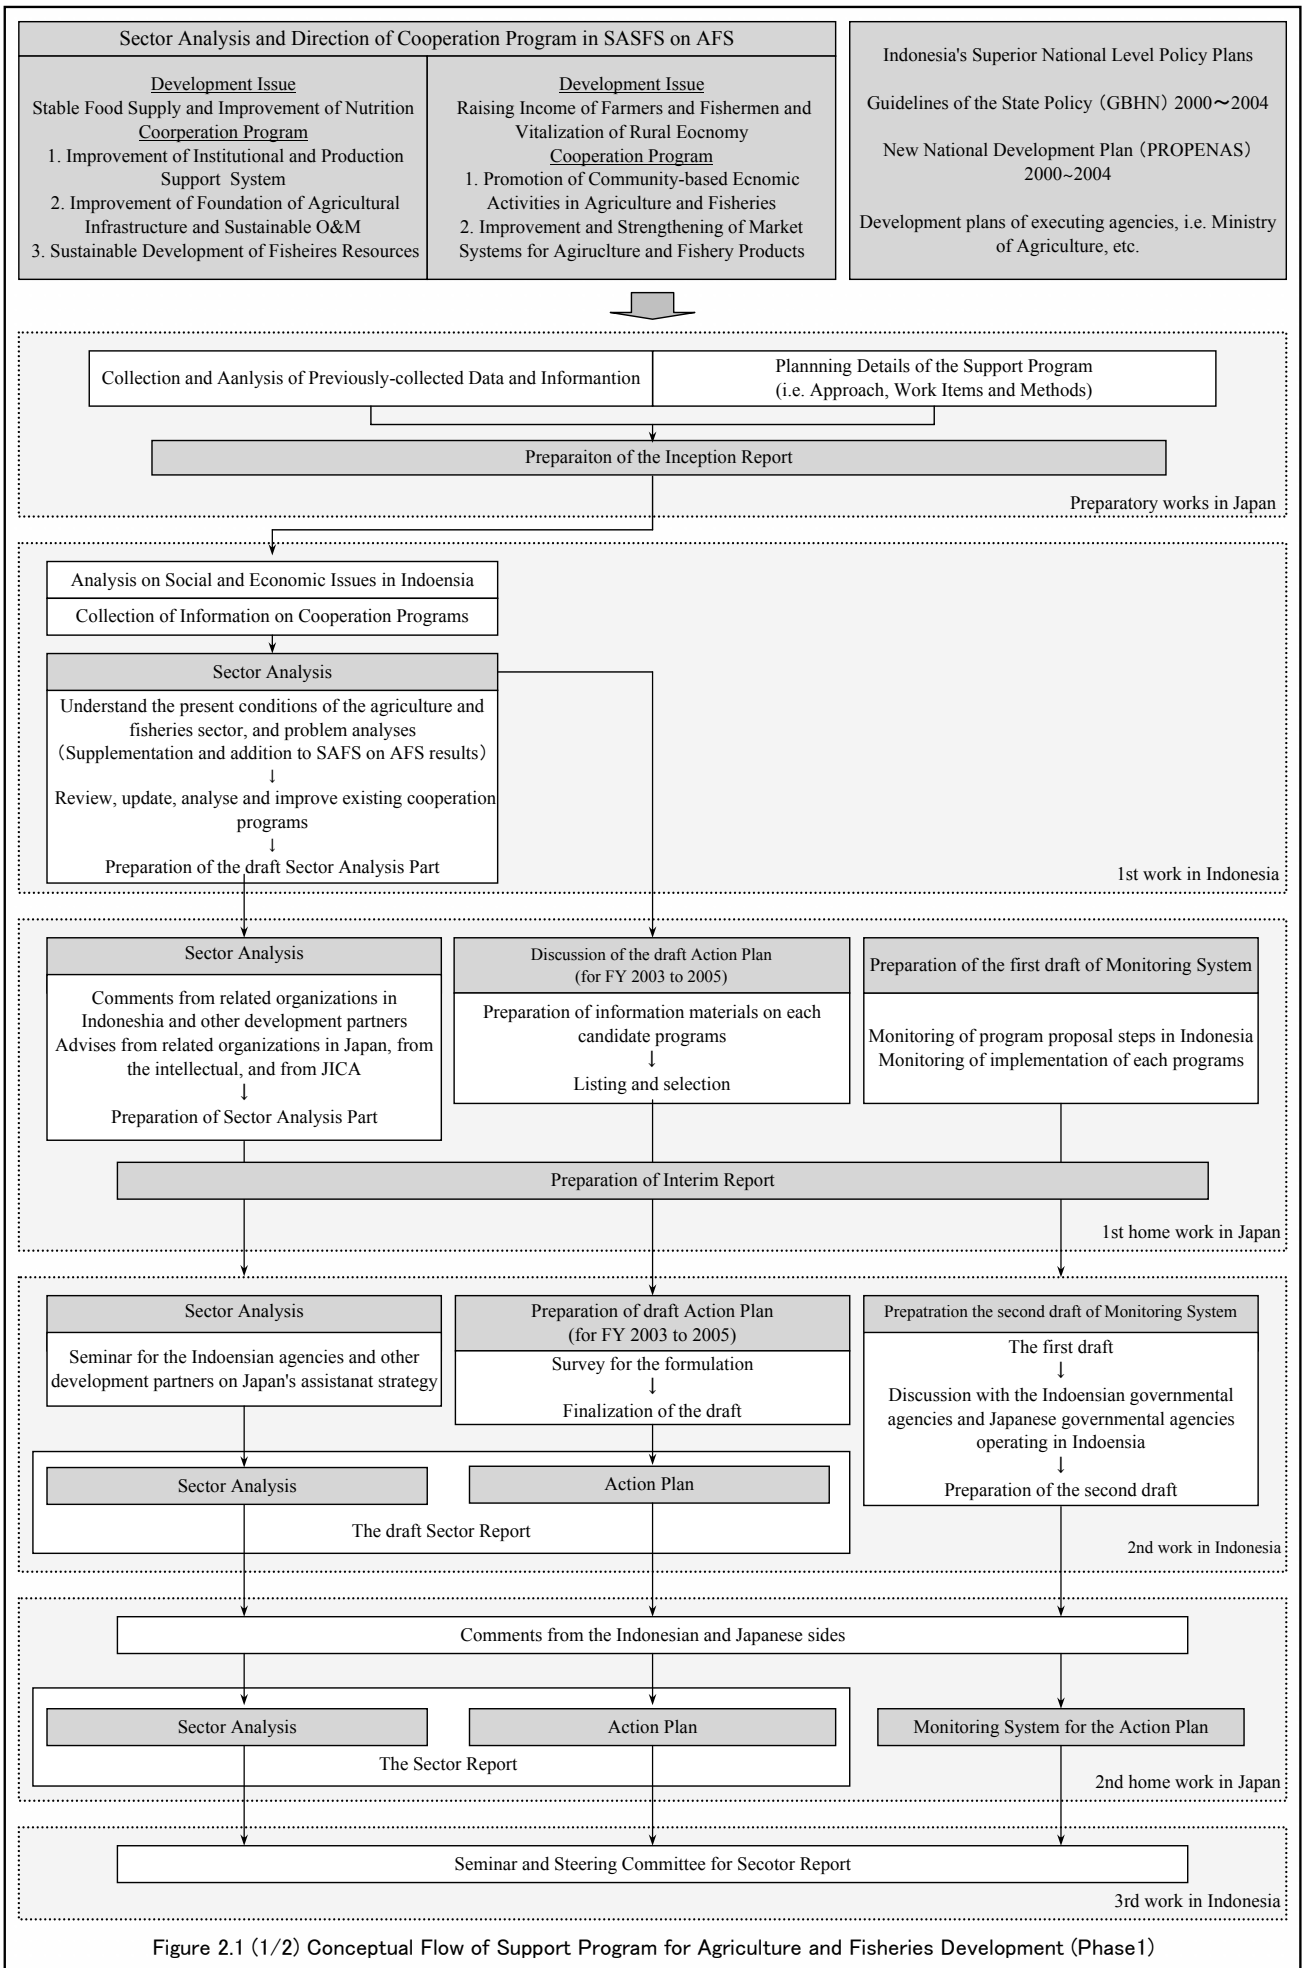 Sector Analysis and Direction of Cooperation Program in SASFS on AFS
Development Issue
Stable Food Supply and Improvement of Nutrition
Coorperation Program
1. Improvement of Institutional and Production
Support System
2. Improvement of Foundation of Agricultural
Infrastructure and Sustainable O&M
3. Sustainable Development of Fisheires Resources
Development Issue
Raising Income of Farmers and Fishermen and
Vitalization of Rural Eocnomy
Cooperation Program
1. Promotion of Community-based Ecnomic
Activities in Agriculture and Fisheries
2. Improvement and Strengthening of Market
Systems for Agiruclture and Fishery Products
Indonesia's Superior National Level Policy Plans
Guidelines of the State Policy（GBHN）2000～2004
New National Development Plan（PROPENAS）
2000~2004
Development plans of executing agencies, i.e. Ministry
of Agriculture, etc.
Collection and Aanlysis of Previously-collected Data and Informantion
Plannning Details of the Support Program
(i.e. Approach, Work Items and Methods)
Preparaiton of the Inception Report
Preparatory works in Japan
Analysis on Social and Economic Issues in Indoensia
Collection of Information on Cooperation Programs
Sector Analysis
Understand the present conditions of the agriculture and
fisheries sector, and problem analyses
（Supplementation and addition to SAFS on AFS results）
↓
Review, update, analyse and improve existing cooperation
programs
↓
Preparation of the draft Sector Analysis Part
1st work in Indonesia
Sector Analysis
Comments from related organizations in
Indoneshia and other development partners
Advises from related organizations in Japan, from
the intellectual, and from JICA
↓
Preparation of Sector Analysis Part
Discussion of the draft Action Plan
(for FY 2003 to 2005)
Preparation of information materials on each
candidate programs
↓
Listing and selection
Preparation of the first draft of Monitoring System
Monitoring of program proposal steps in Indonesia
Monitoring of implementation of each programs
Preparation of Interim Report
1st home work in Japan
Sector Analysis
Seminar for the Indoensian agencies and other
development partners on Japan's assistanat strategy
Preparation of draft Action Plan
(for FY 2003 to 2005)
Survey for the formulation
↓
Finalization of the draft
Prepatration the second draft of Monitoring System
The first draft
↓
Discussion with the Indoensian governmental
agencies and Japanese governmental agencies
operating in Indoensia
↓
Preparation of the second draft
Sector Analysis
Action Plan
The draft Sector Report
2nd work in Indonesia
Comments from the Indonesian and Japanese sides
Sector Analysis
Action Plan
Monitoring System for the Action Plan
The Sector Report
2nd home work in Japan
Seminar and Steering Committee for Secotor Report
3rd work in Indonesia
Figure 2.1 (1/2) Conceptual Flow of Support Program for Agriculture and Fisheries Development (Phase1)